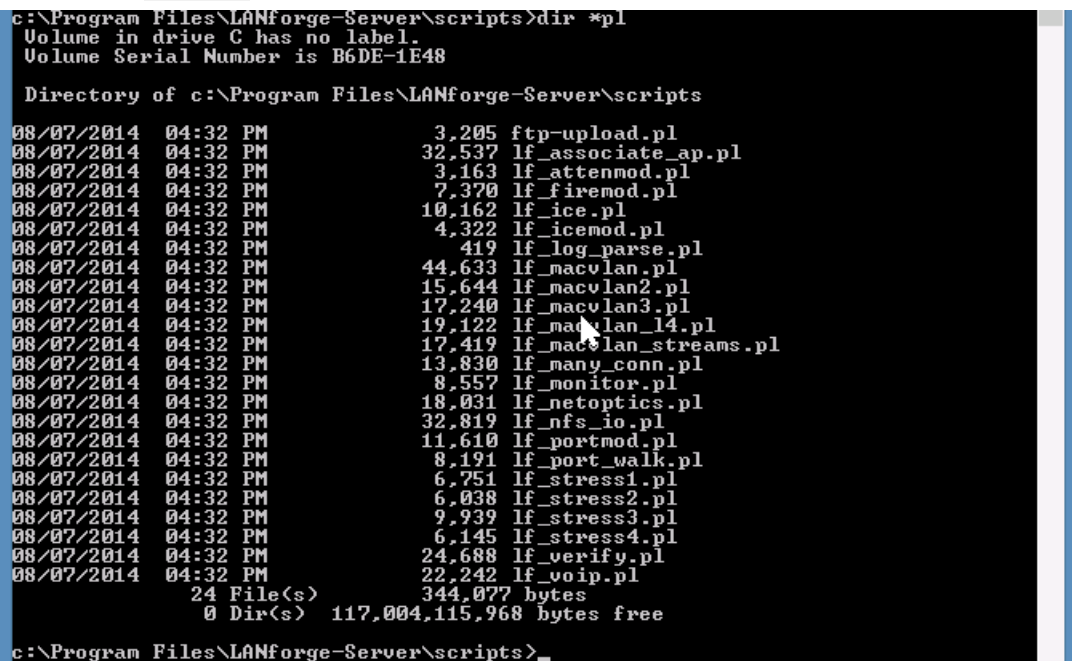 c:\Program Files\LANforge-Server\scripts>dir *pl
Volume in drive C has no label.
Volume Serial Number is B6DE-1E48
Directory of c:\Program Files\LANforge-Server\scripts
08/07/2014  04:32 PM             3,205 ftp-upload.pl
08/07/2014  04:32 PM            32,537 lf_associate_ap.pl
08/07/2014  04:32 PM             3,163 lf_attenmod.pl
08/07/2014  04:32 PM             7,370 lf_firemod.pl
08/07/2014  04:32 PM            10,162 lf_ice.pl
08/07/2014  04:32 PM             4,322 lf_icemod.pl
08/07/2014  04:32 PM               419 lf_log_parse.pl
08/07/2014  04:32 PM            44,633 lf_macvlan.pl
08/07/2014  04:32 PM            15,644 lf_macvlan2.pl
08/07/2014  04:32 PM            17,240 lf_macvlan3.pl
08/07/2014  04:32 PM            19,122 lf_macvlan_l4.pl
08/07/2014  04:32 PM            17,419 lf_macvlan_streams.pl
08/07/2014  04:32 PM            13,830 lf_many_conn.pl
08/07/2014  04:32 PM             8,557 lf_monitor.pl
08/07/2014  04:32 PM            18,031 lf_netoptics.pl
08/07/2014  04:32 PM            32,819 lf_nfs_io.pl
08/07/2014  04:32 PM            11,610 lf_portmod.pl
08/07/2014  04:32 PM             8,191 lf_port_walk.pl
08/07/2014  04:32 PM             6,751 lf_stress1.pl
08/07/2014  04:32 PM             6,038 lf_stress2.pl
08/07/2014  04:32 PM             9,939 lf_stress3.pl
08/07/2014  04:32 PM             6,145 lf_stress4.pl
08/07/2014  04:32 PM            24,688 lf_verify.pl
08/07/2014  04:32 PM            22,242 lf_voip.pl
24 File(s)        344,077 bytes
0 Dir(s)  117,004,115,968 bytes free
c:\Program Files\LANforge-Server\scripts>_